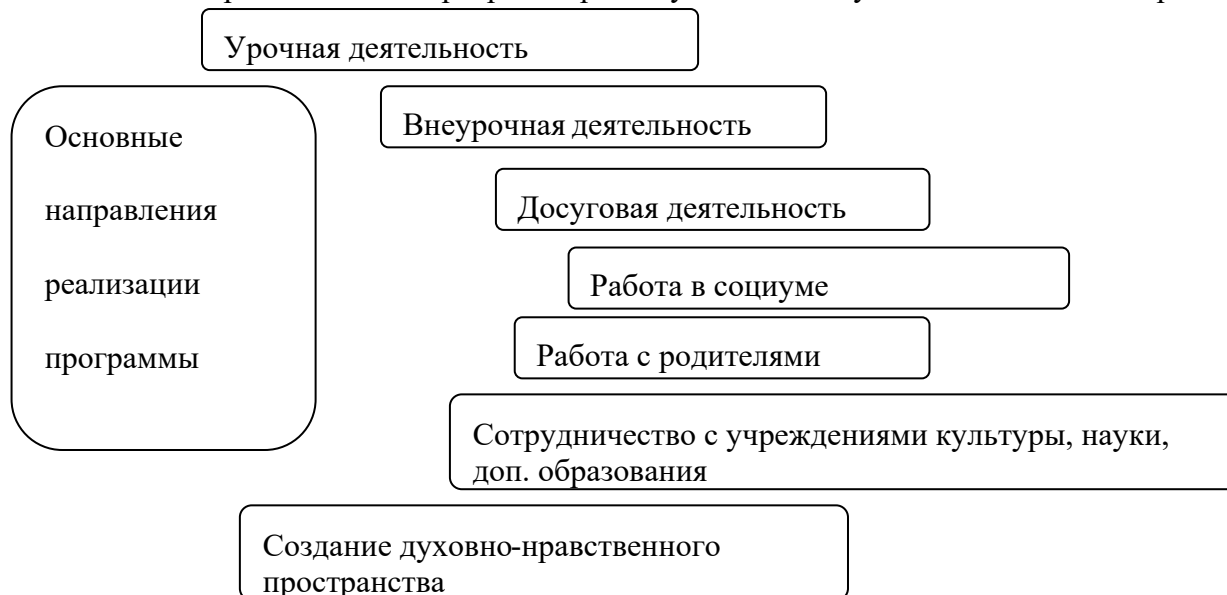 Урочная деятельность
Основные
направления
реализации
программы
Внеурочная деятельность
Досуговая деятельность
Работа в социуме
Работа с родителями
Сотрудничество с учреждениями культуры, науки,
доп. образования
Создание духовно-нравственного
пространства